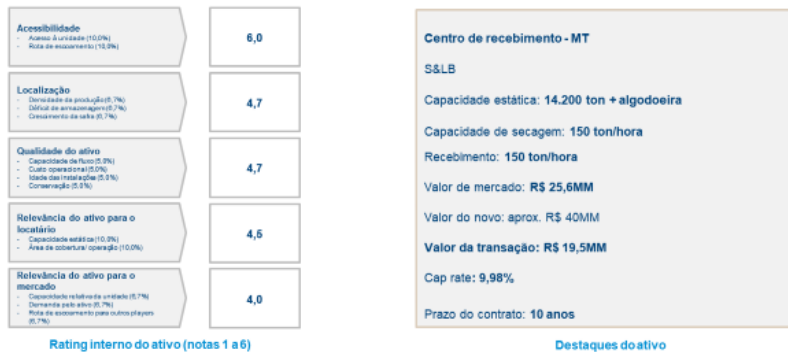 Acessibilidade
- Acesso à unidade (10,0%)
- Rota de escoamento (10,0%)
6,0
Localização
- Densidade da produção (6,7%)
- Déficit de armazenagem (6,7%)
- Crescimento da safra (6,7%)
4,7
Qualidade do ativo
- Capacidade de fluxo (5,0%)
- Custo operacional (5,0%)
- Idade das instalações (5,0%)
- Conservação (5,0%)
4,7
Relevância do ativo para o
locatário
- Capacidade estática (10,0%)
- Área de cobertura/ operação (10,0%)
4,5
Relevância do ativo para o
mercado
- Capacidade relativa da unidade (6,7%)
- Demanda pelo ativo (6,7%)
- Rota de escoamento para outros players
(6,7%)
4,0
Rating interno do ativo (notas 1 a 6)
Centro de recebimento - MT
S&LB
Capacidade estática: 14.200 ton + algodoeira
Capacidade de secagem: 150 ton/hora
Recebimento: 150 ton/hora
Valor de mercado: R$ 25,6MM
Valor do novo: aprox. R$ 40MM
Valor da transação: R$ 19,5MM
Cap rate: 9,98%
Prazo do contrato: 10 anos
Destaques do ativo